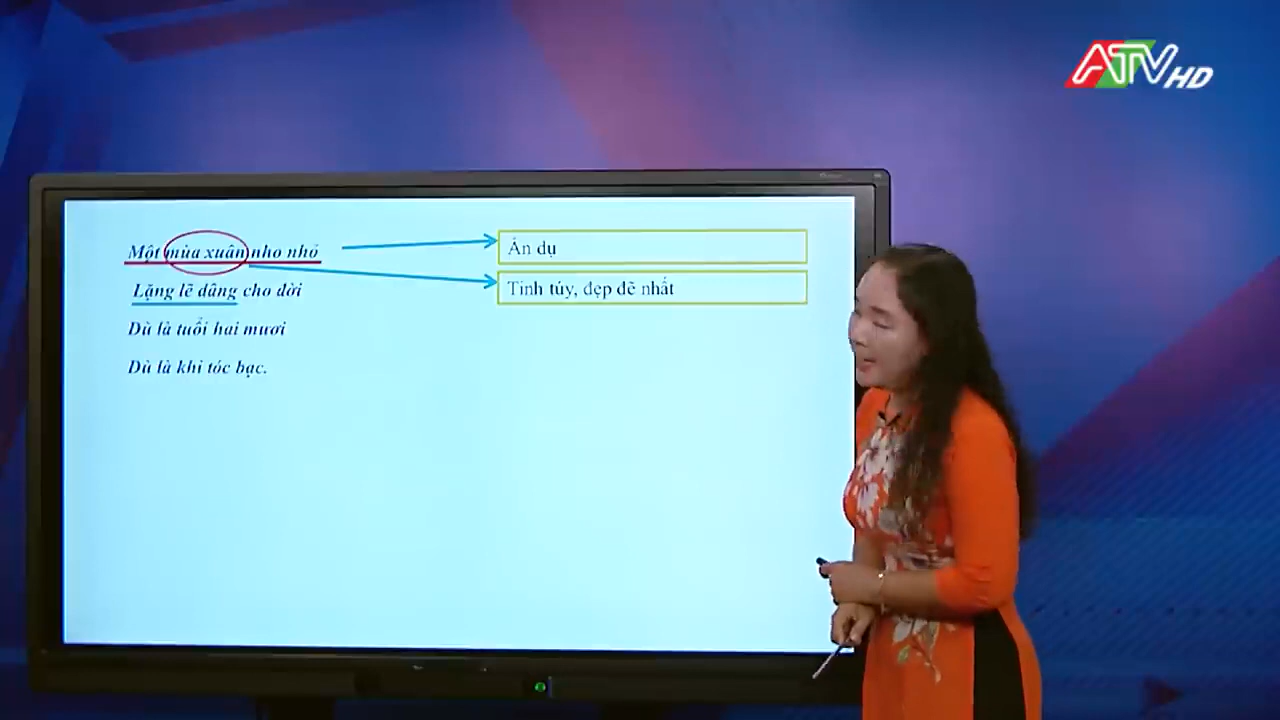 ATV HD
Một mùa xuân nho nhỏ
Ẩn dụ
Lặng lẽ dâng cho đời
Tinh túy, đẹp đẽ nhất
Dù là tuổi hai mươi
Dù là khi tóc bạc.